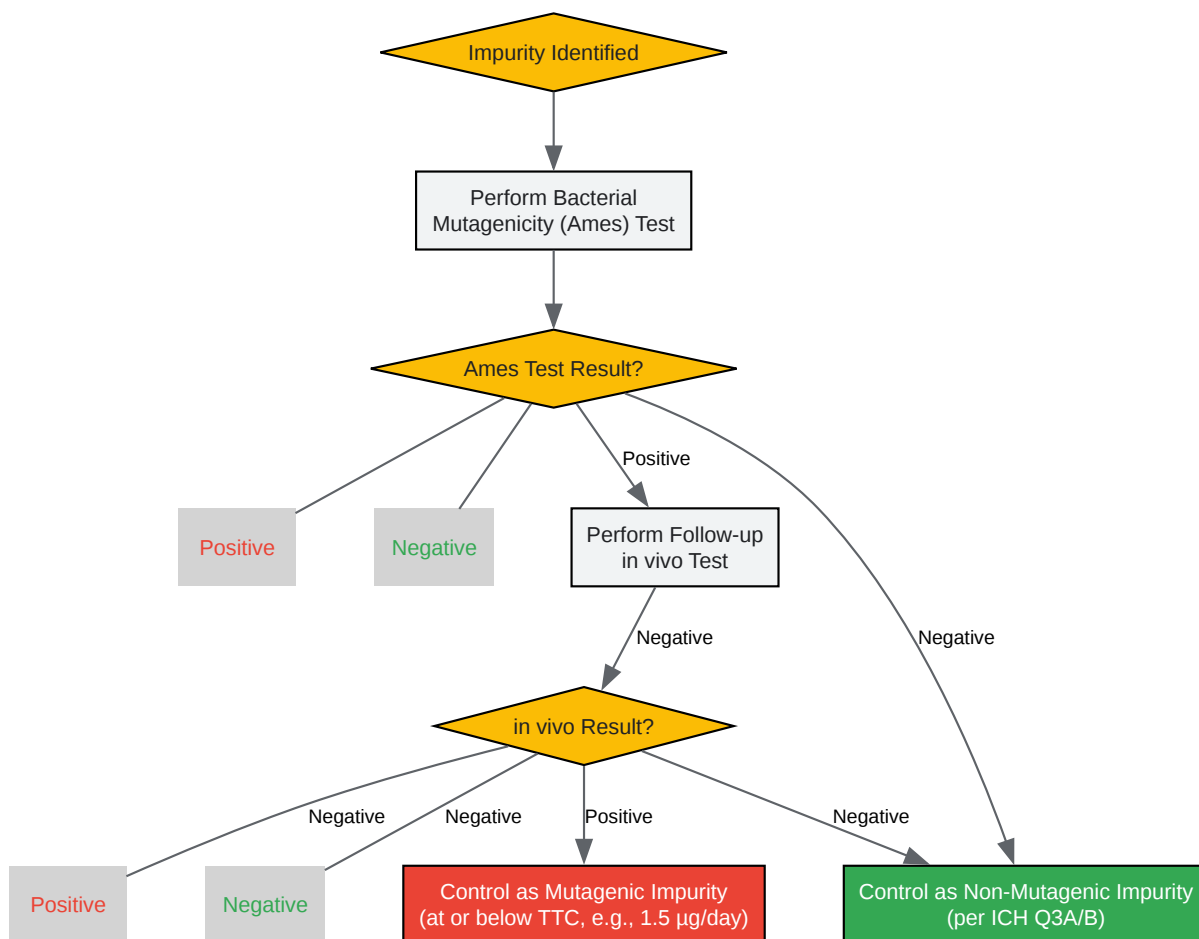 Impurity Identified
Perform Bacterial
Mutagenicity (Ames) Test
Ames Test Result?
Positive
Positive
Negative
Perform Follow-up
in vivo Test
Negative
Negative
in vivo Result?
Negative
Negative
Positive
Negative
Positive
Negative
Control as Mutagenic Impurity
(at or below TTC, e.g., 1.5 µg/day)
Control as Non-Mutagenic Impurity
(per ICH Q3A/B)